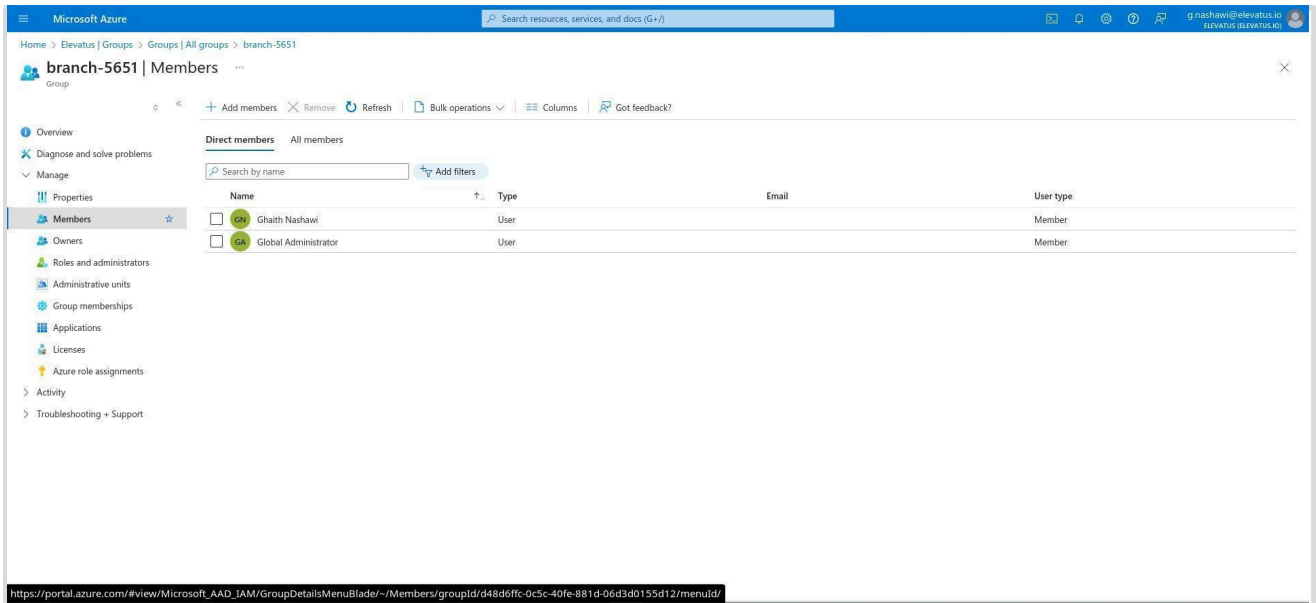 Microsoft Azure
Search resources, services, and docs (G+/)
g.nashawi@elevatus.io
ELEVATUS (ELEVATUS.IO)
Home > Elevatus | Groups > Groups | All groups > branch-5651
branch-5651 | Members ...
Group
Add members Remove Refresh Bulk operations Columns Got feedback?
Overview
Diagnose and solve problems
Manage
Properties
Members
Owners
Roles and administrators
Administrative units
Group memberships
Applications
Licenses
Azure role assignments
Activity
Troubleshooting + Support
Direct members All members
Search by name Add filters
Name Type Email User type
GN Ghaith Nashawi User Member
GA Global Administrator User Member
https://portal.azure.com/#view/Microsoft_AAD_IAM/GroupDetailsMenuBlade/~/Members/groupId/d48d6ffc-0c5c-40fe-881d-06d3d0155d12/menuId/